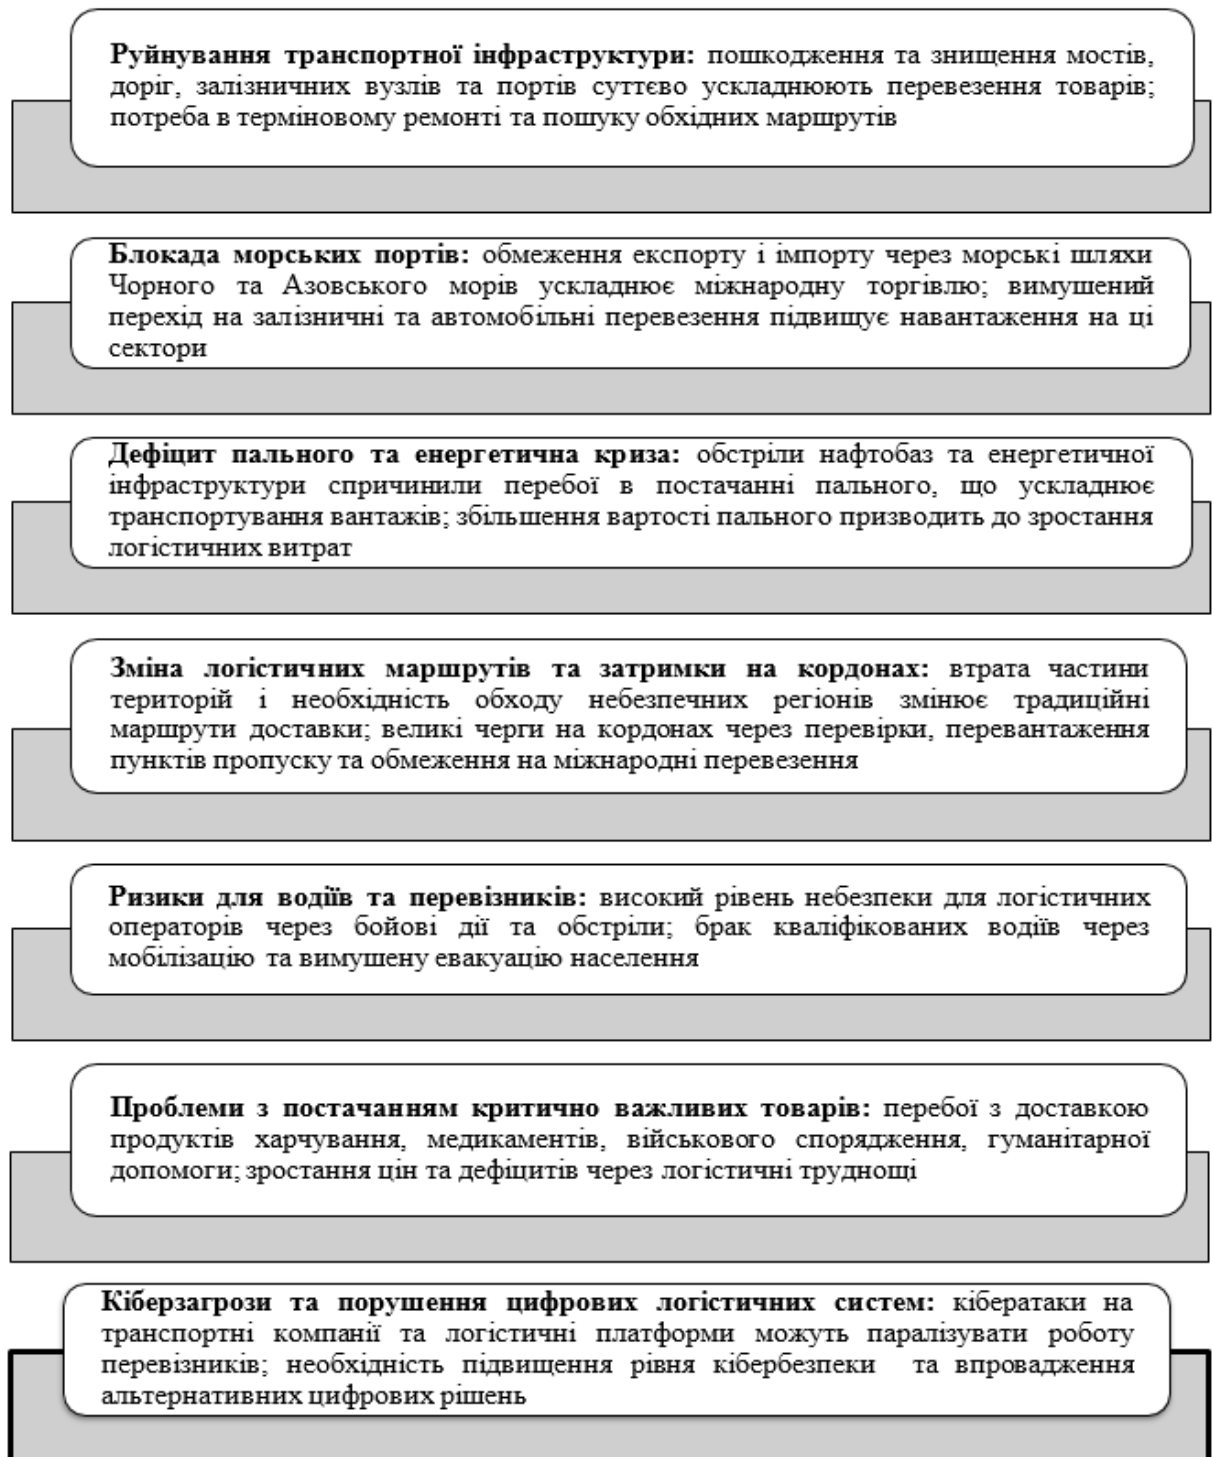 Руйнування транспортної інфраструктури: пошкодження та знищення мостів,
доріг, залізничних вузлів та портів суттєво ускладнюють перевезення товарів;
потреба в терміновому ремонті та пошуку обхідних маршрутів
Блокада морських портів: обмеження експорту і імпорту через морські шляхи
Чорного та Азовського морів ускладнює міжнародну торгівлю; вимушений
перехід на залізничні та автомобільні перевезення підвищує навантаження на ці
сектори
Дефіцит пального та енергетична криза: обстріли нафтобаз та енергетичної
інфраструктури спричинили перебої в постачанні пального, що ускладнює
транспортування вантажів; збільшення вартості пального призводить до зростання
логістичних витрат
Зміна логістичних маршрутів та затримки на кордонах: втрата частини
територій і необхідність обходу небезпечних регіонів змінює традиційні
маршрути доставки; великі черги на кордонах через перевірки, перевантаження
пунктів пропуску та обмеження на міжнародні перевезення
Ризики для водіїв та перевізників: високий рівень небезпеки для логістичних
операторів через бойові дії та обстріли; брак кваліфікованих водіїв через
мобілізацію та вимушену евакуацію населення
Проблеми з постачанням критично важливих товарів: перебої з доставкою
продуктів харчування, медикаментів, військового спорядження, гуманітарної
допомоги; зростання цін та дефіцитів через логістичні труднощі
Кіберзагрози та порушення цифрових логістичних систем: кібератаки на
транспортні компанії та логістичні платформи можуть паралізувати роботу
перевізників; необхідність підвищення рівня кібербезпеки та впровадження
альтернативних цифрових рішень